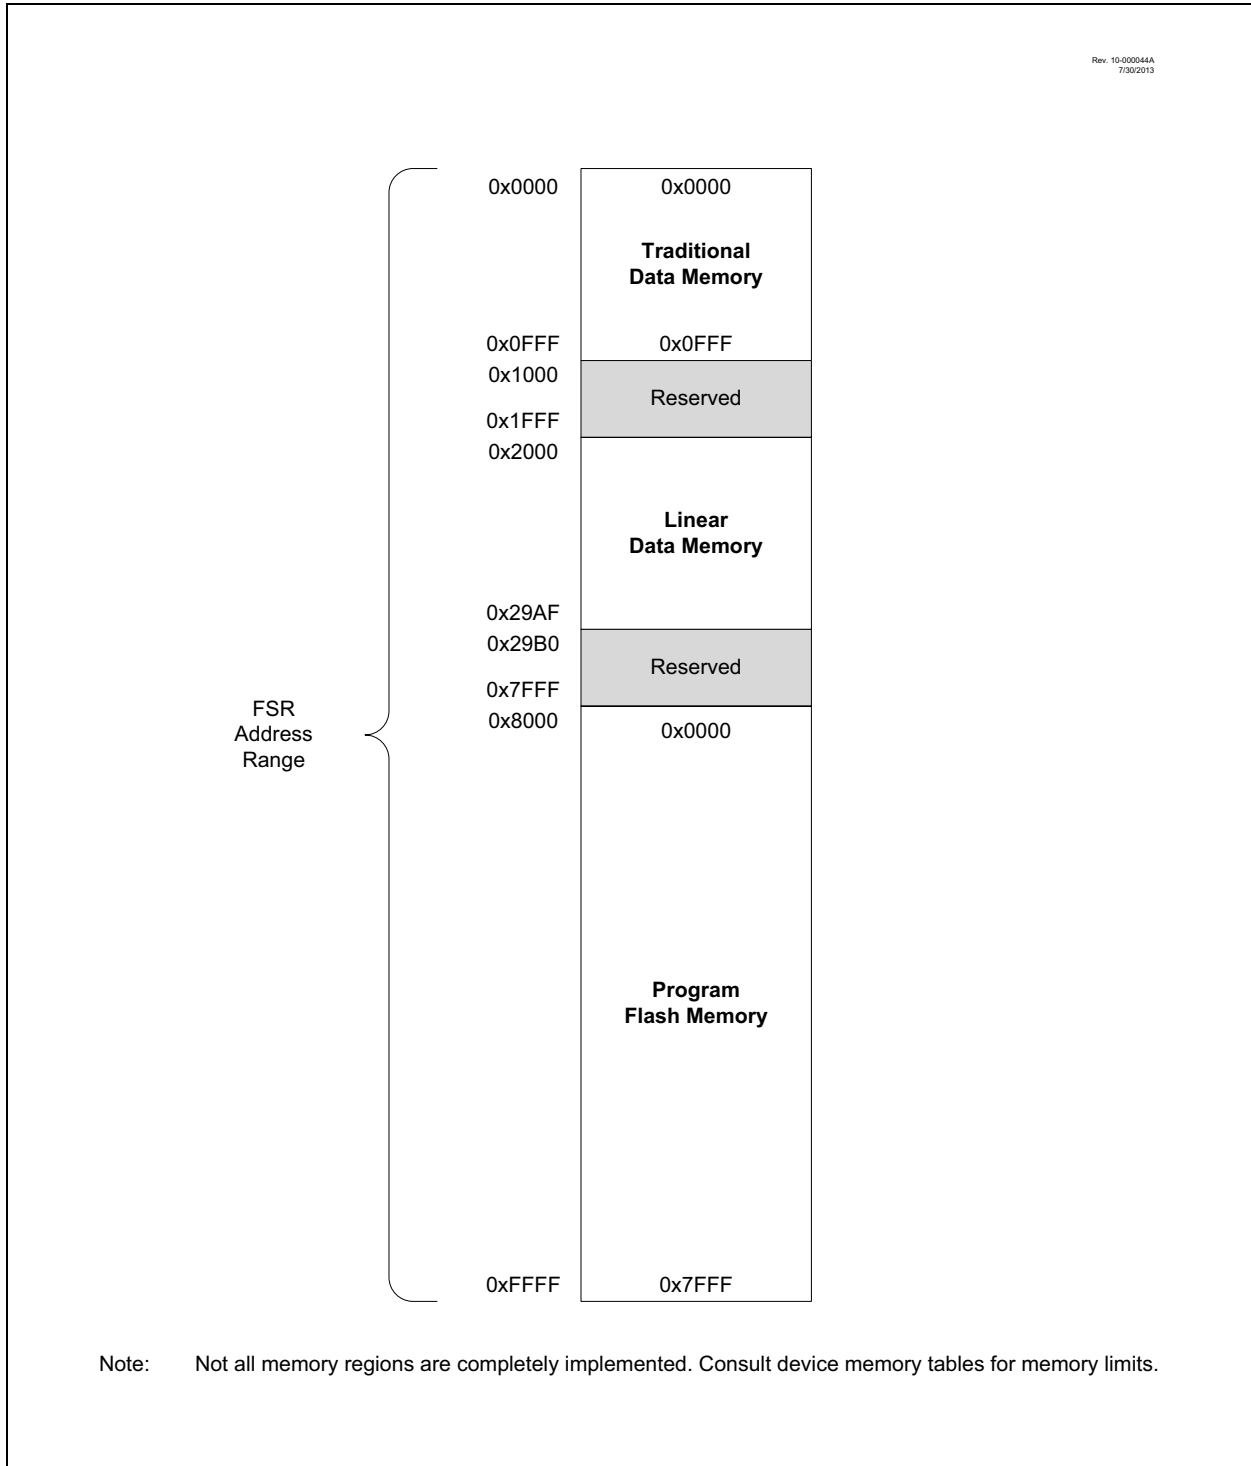 Rev. 10-000044A
7/30/2013
0x0000 0x0000
Traditional
Data Memory
0x0FFF 0x0FFF
0x1000
Reserved
0x1FFF
0x2000
Linear
Data Memory
0x29AF
0x29B0
Reserved
0x7FFF
0x8000 0x0000
FSR
Address
Range
Program
Flash Memory
0xFFFF 0x7FFF
Note: Not all memory regions are completely implemented. Consult device memory tables for memory limits.